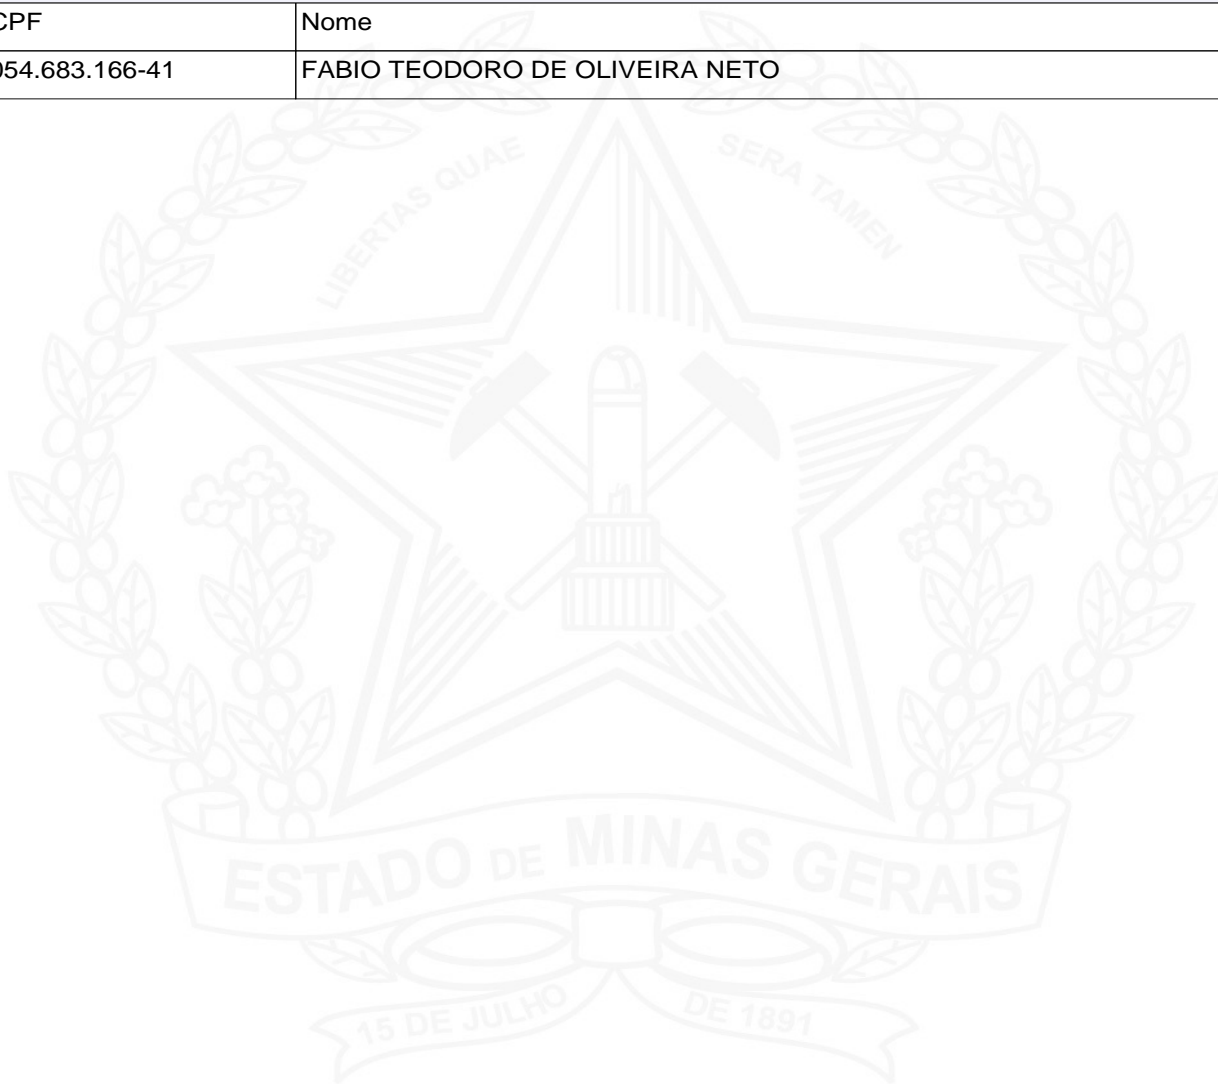 CPF Nome
054.683.166-41 FABIO TEODORO DE OLIVEIRA NETO
LIBERTAS QUAE SERA TAMEN
ESTADO DE MINAS GERAIS
15 DE JULHO DE 1891